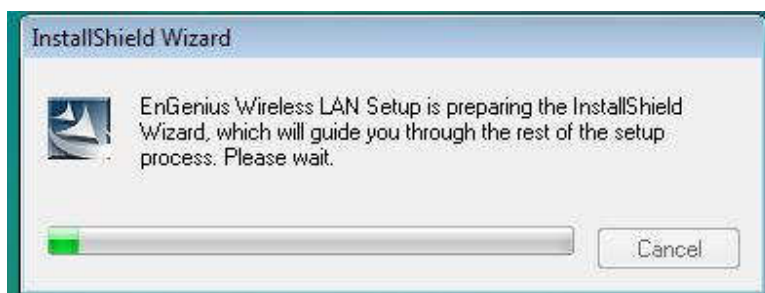 InstallShield Wizard
EnGenius Wireless LAN Setup is preparing the InstallShield
Wizard, which will guide you through the rest of the setup
process. Please wait.
Cancel